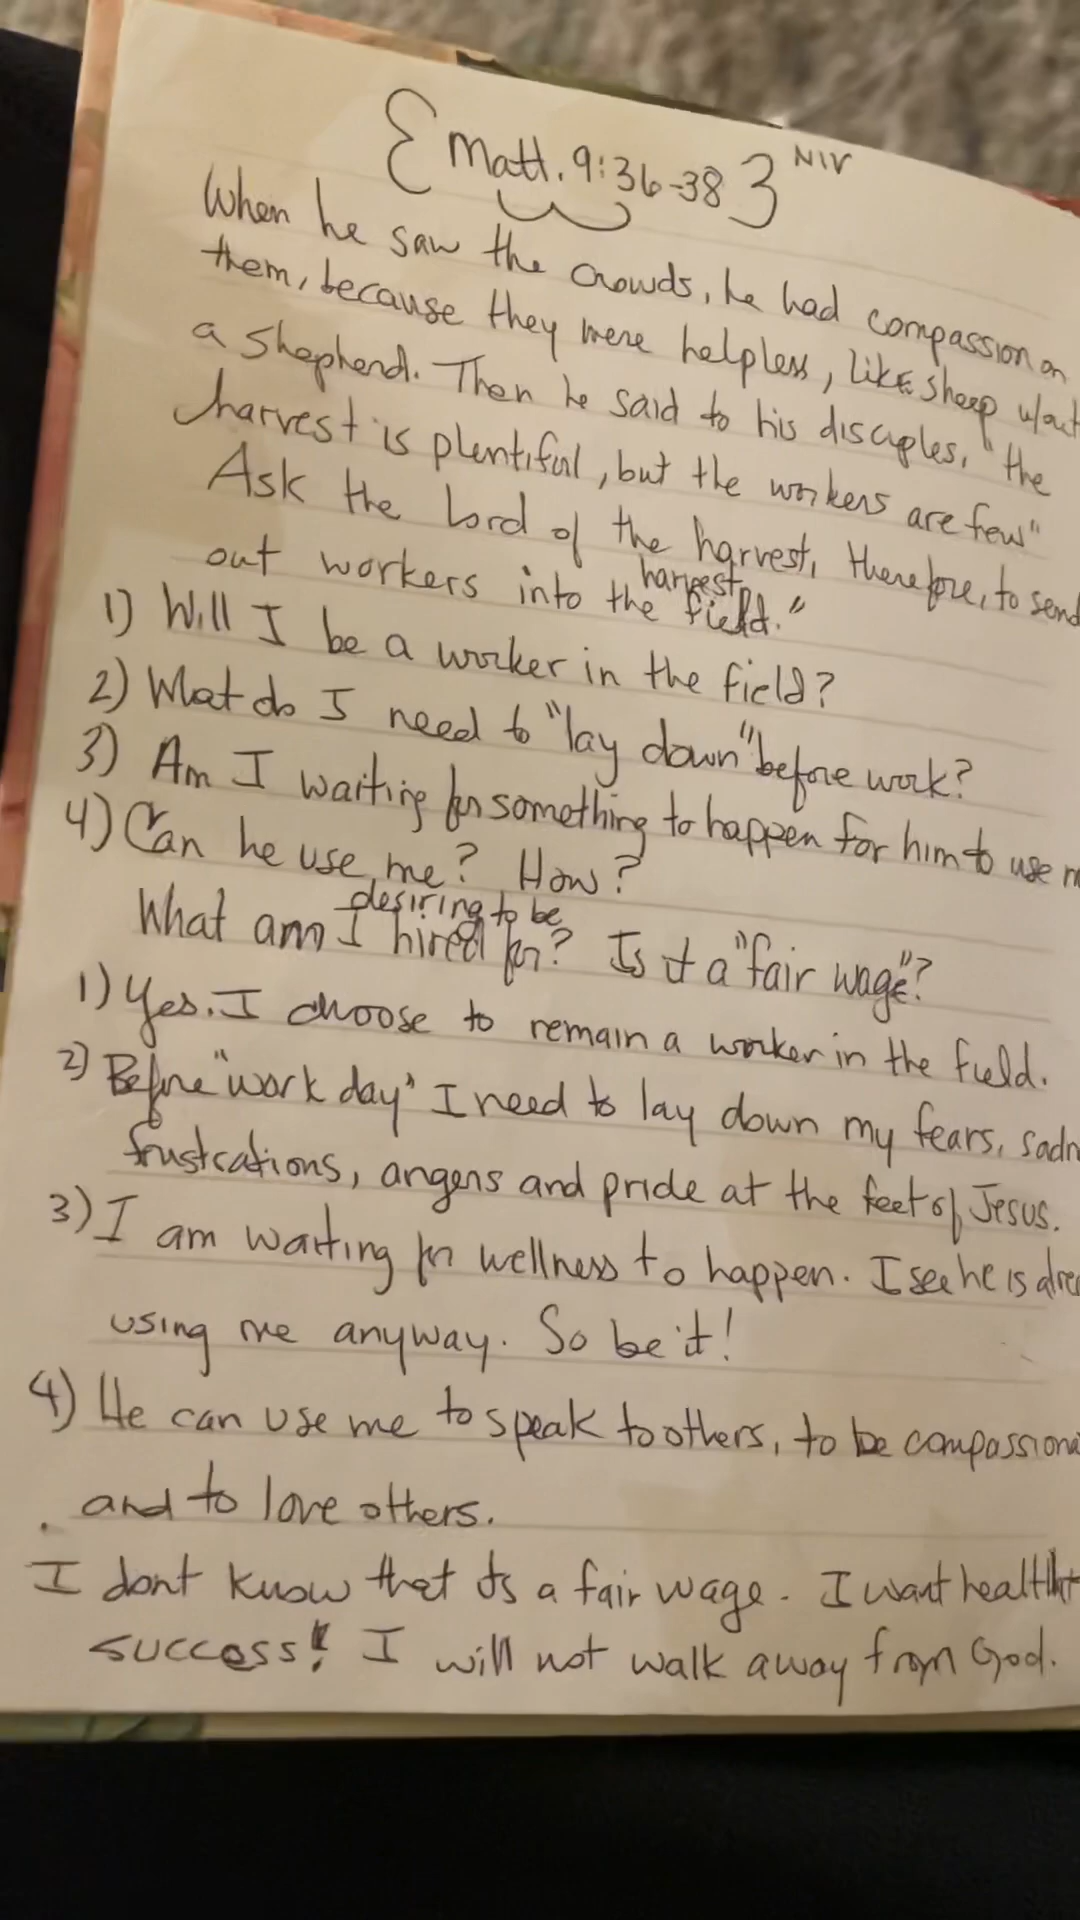 { Matt. 9:36-38 } NIV
When he saw the crowds, he had compassion on
them, because they were helpless, like sheep w/out
a shepherd. Then he said to his disciples, "the
harvest is plentiful, but the workers are few"
Ask the Lord of the harvest, therefore, to send
out workers into the harvest field."
1) Will I be a worker in the field?
2) What do I need to "lay down" before work?
3) Am I waiting for something to happen for him to use
4) Can he use me? How?
What am I desiring to be hired for? Is it a "fair wage"?
1) Yes. I choose to remain a worker in the field.
2) Before "work day" I need to lay down my fears,
frustrations, angers and pride at the feet of Jesus.
3) I am waiting for wellness to happen. I see he is
using me anyway. So be it!
4) He can use me to speak to others, to be
and to love others.
I dont know that its a fair wage. I want
success! I will not walk away from God.